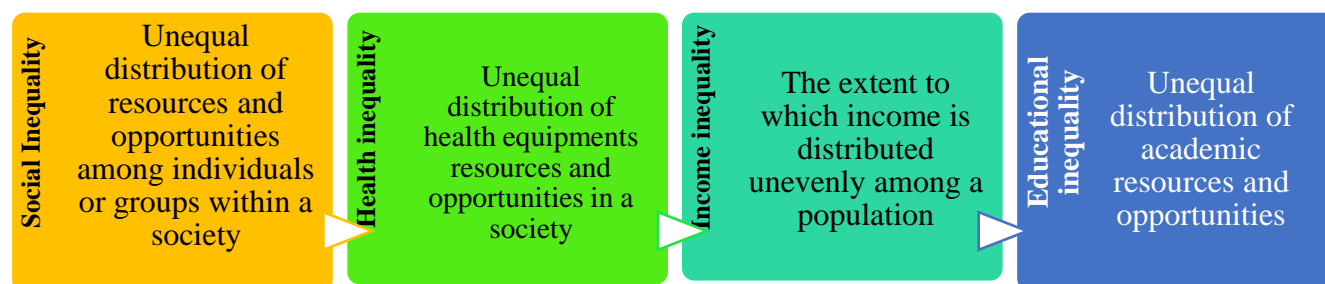 Social Inequality
Unequal
distribution of
resources and
opportunities
among individuals
or groups within a
society
Health inequality
Unequal
distribution of
health equipments
resources and
opportunities in a
society
Income inequality
The extent to
which income is
distributed
unevenly among a
population
Educational
inequality
Unequal
distribution of
academic
resources and
opportunities